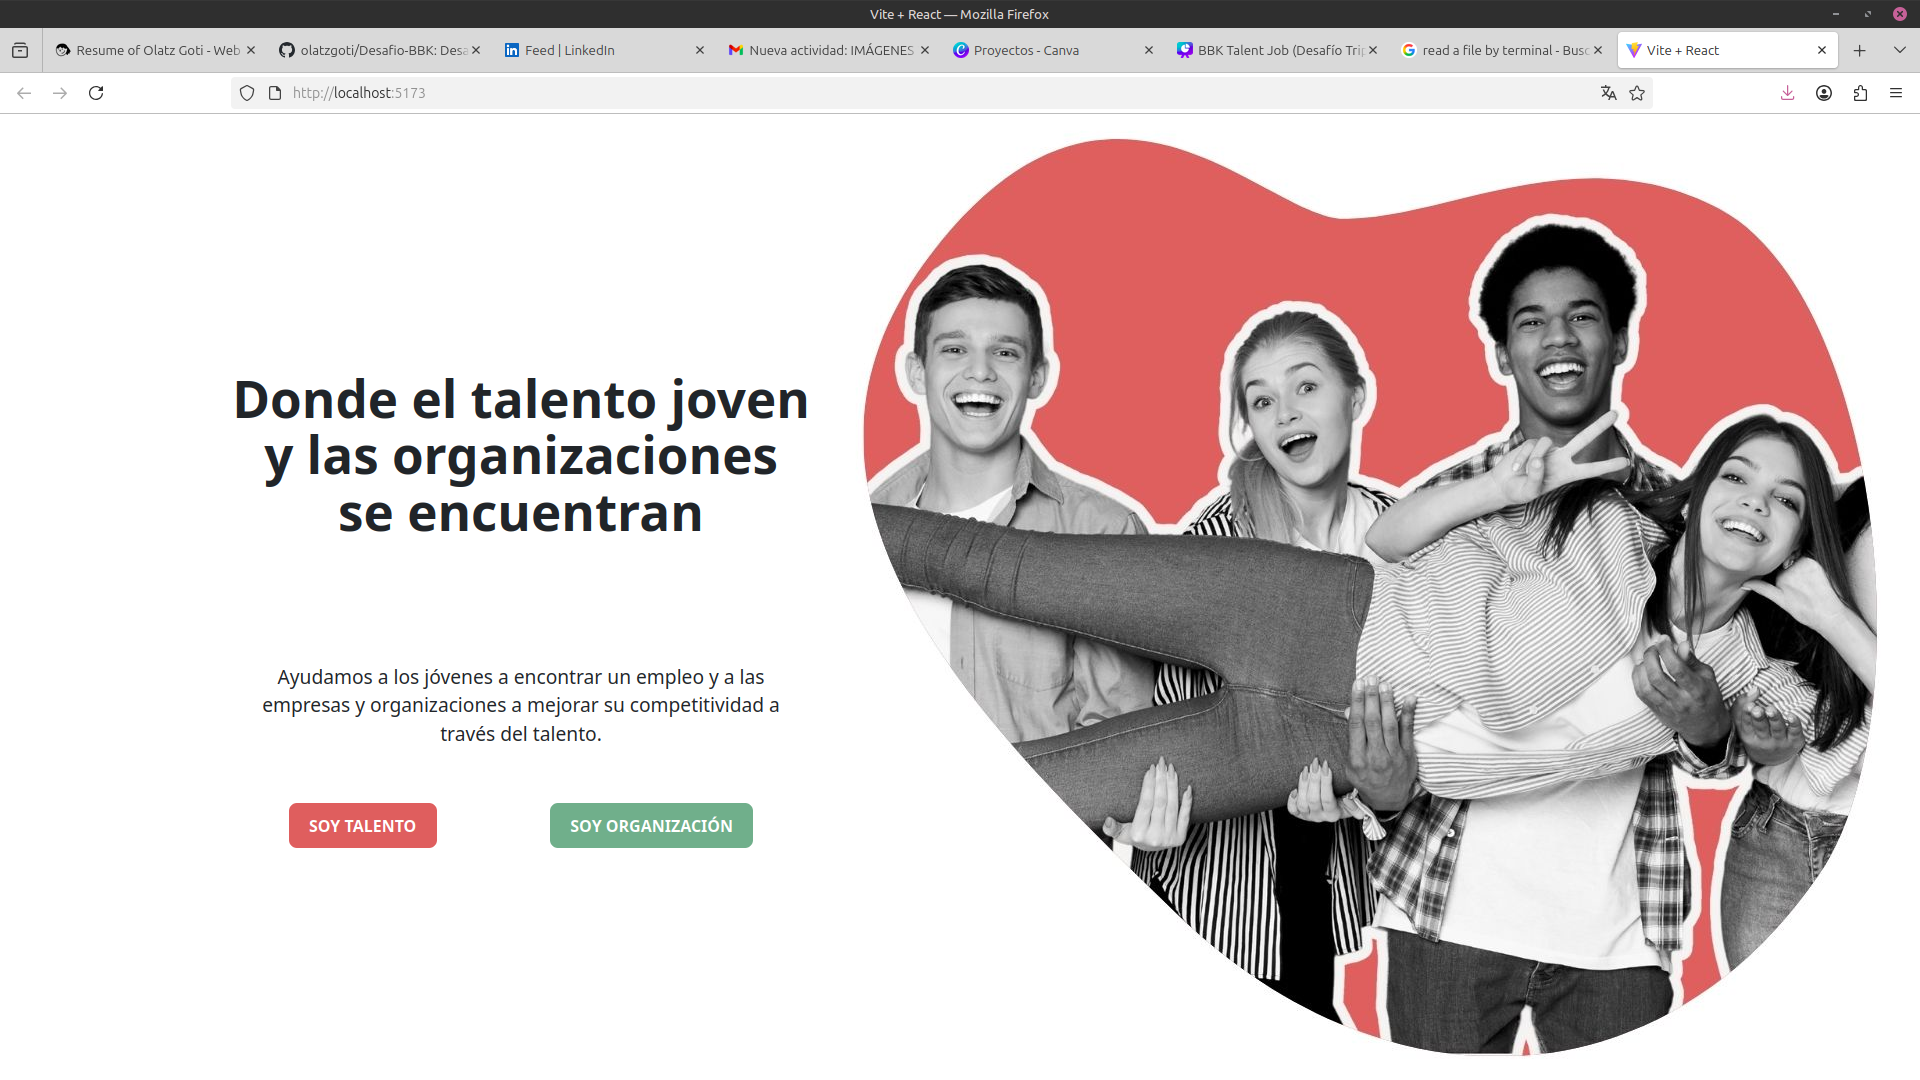 Vite + React — Mozilla Firefox
Resume of Olatz Goti - Web
olatzgoti/Desafio-BBK: Desa
Feed | LinkedIn
Nueva actividad: IMÁGENES
Proyectos - Canva
BBK Talent Job (Desafío Trip
read a file by terminal - Busc
Vite + React
http://localhost:5173
Donde el talento joven
y las organizaciones
se encuentran
Ayudamos a los jóvenes a encontrar un empleo y a las
empresas y organizaciones a mejorar su competitividad a
través del talento.
SOY TALENTO
SOY ORGANIZACIÓN